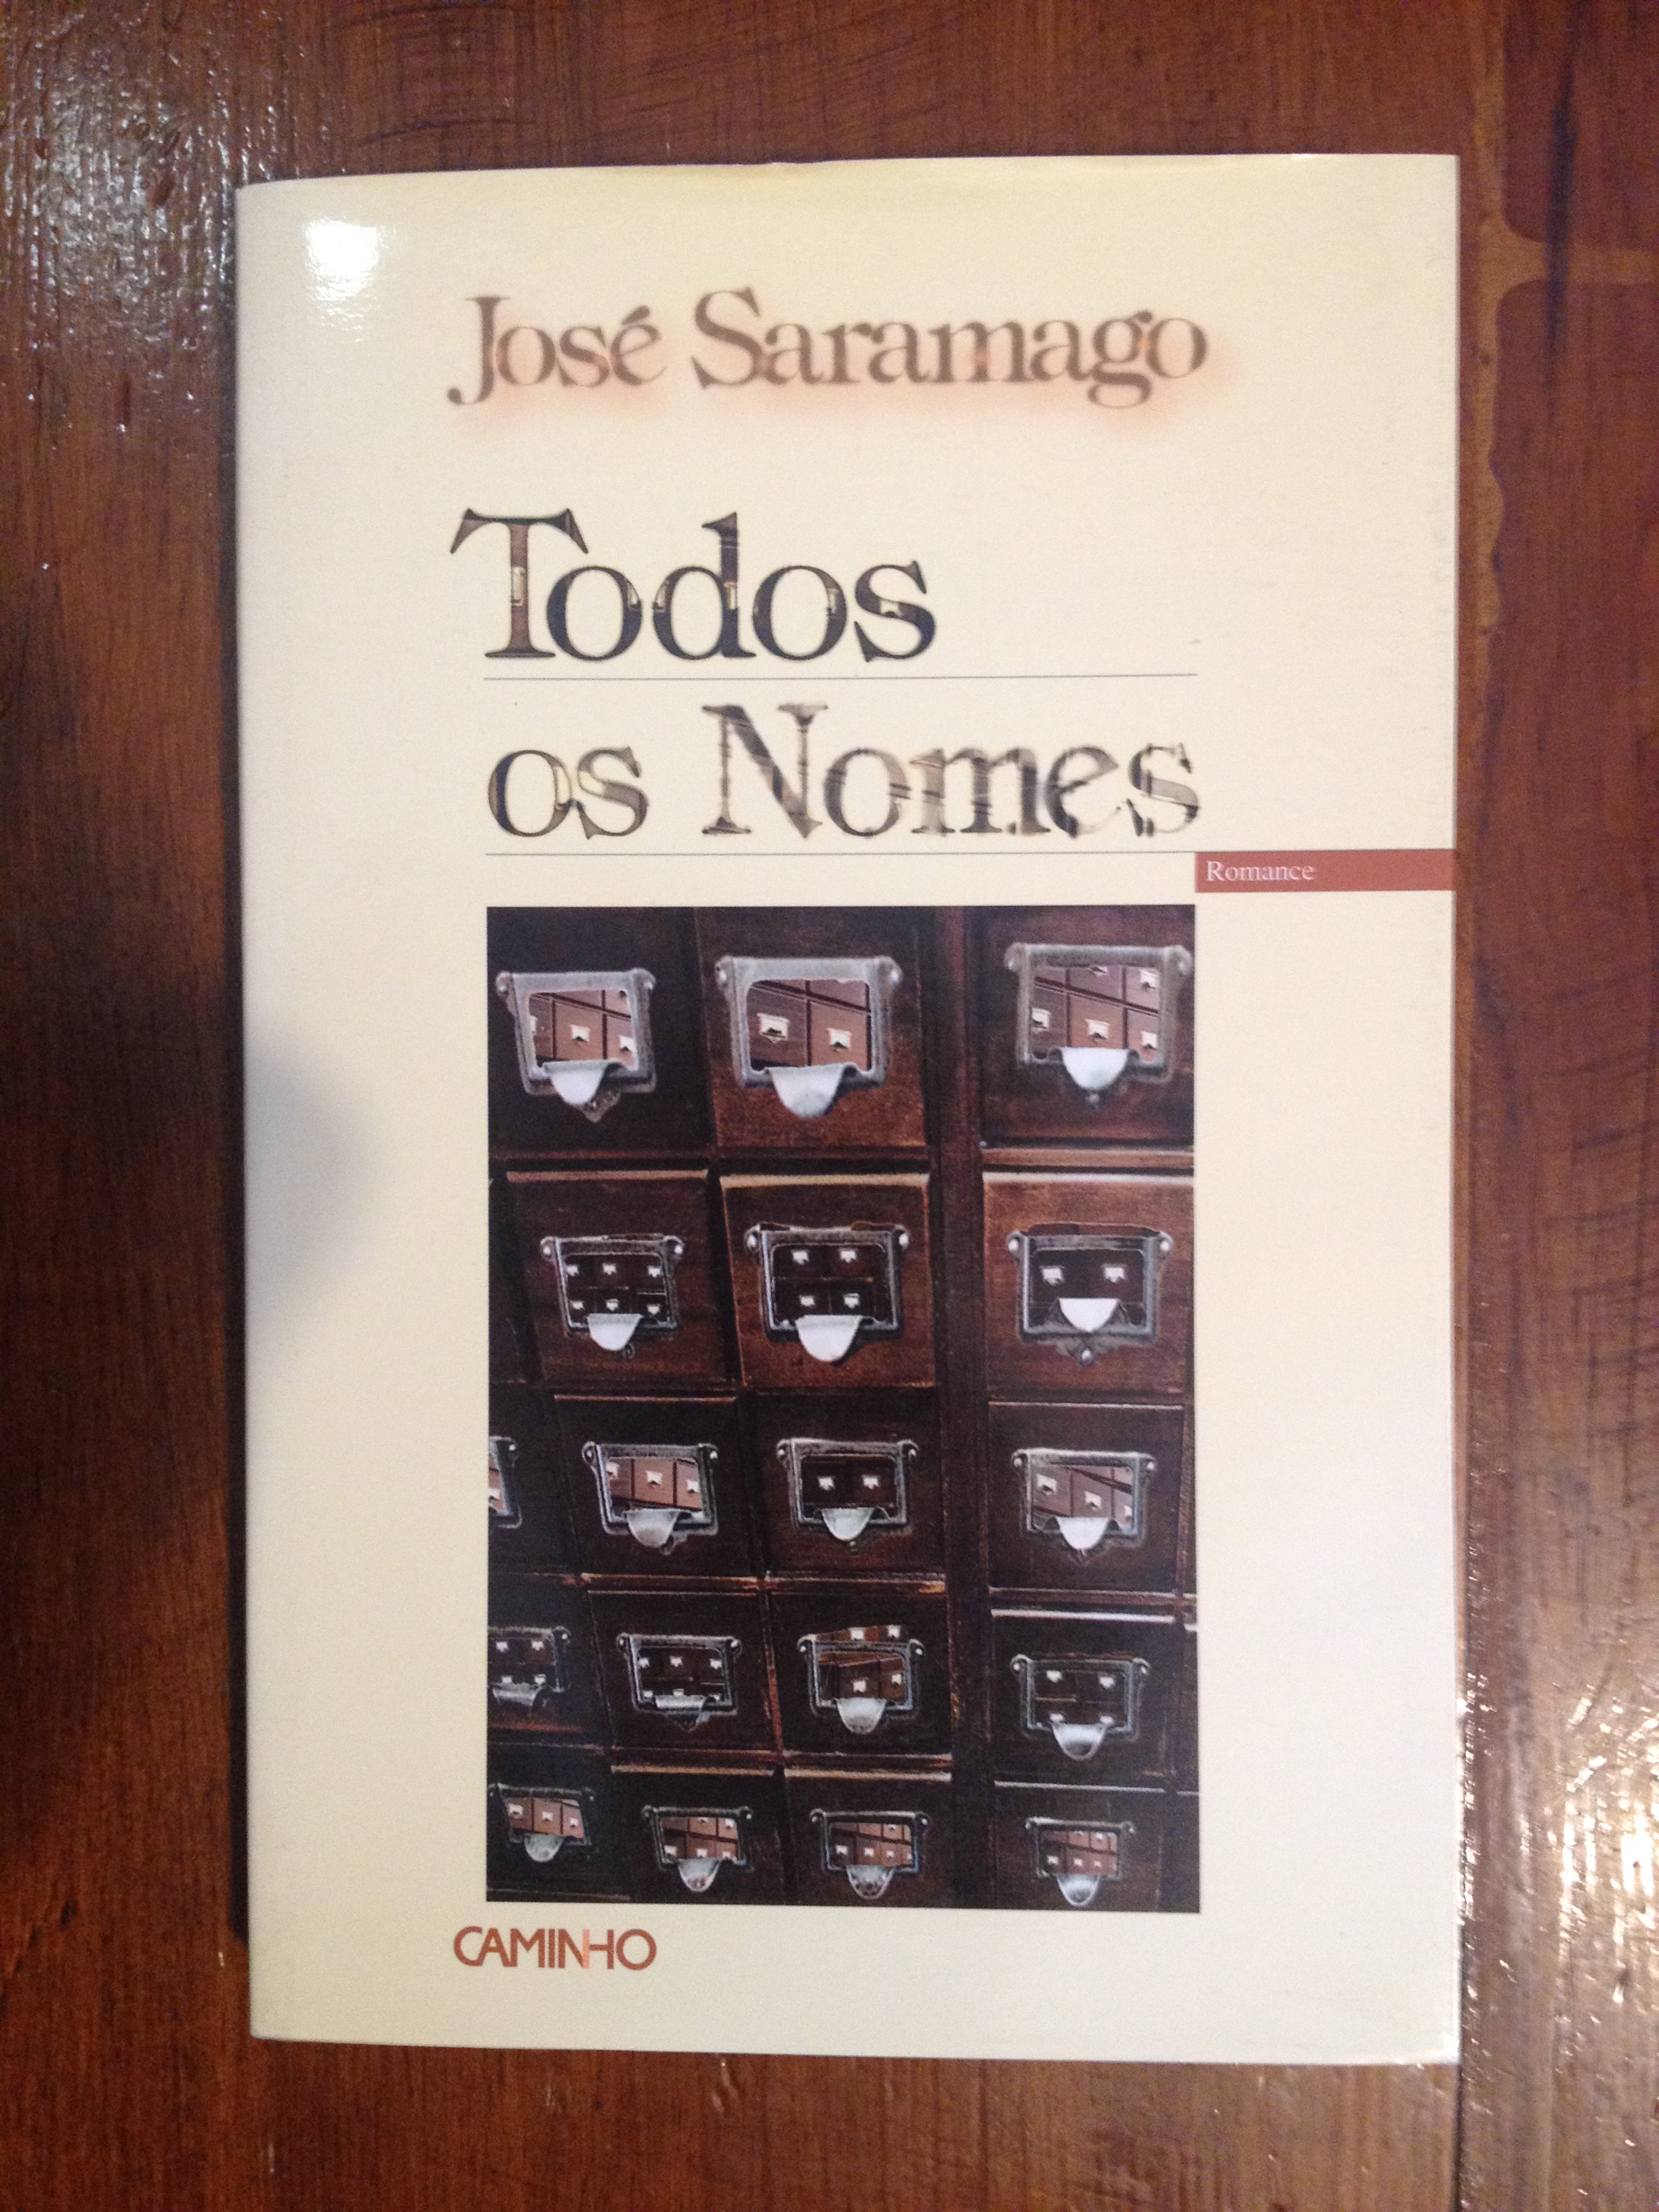 José Saramago
Todos
os Nomes
Romance
CAMINHO